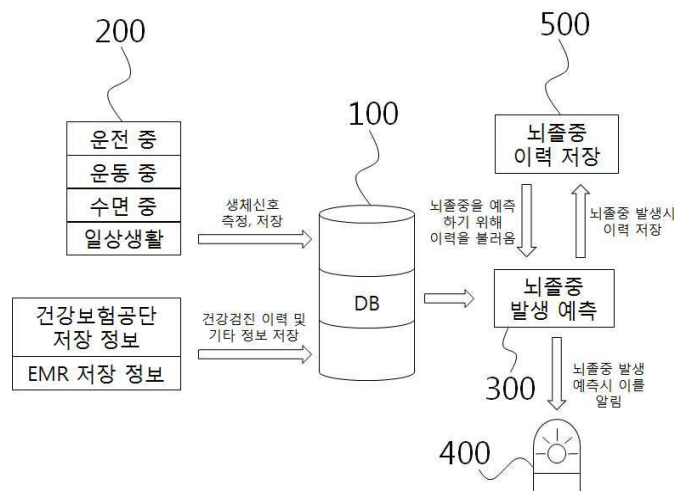 200
운전 중
운동 중
수면 중
일상생활
생체신호
측정, 저장
건강보험공단
저장 정보
EMR 저장 정보
건강검진 이력 및
기타 정보 저장
100
DB
500
뇌졸중
이력 저장
뇌졸중을 예측
하기 위해
이력을 불러옴
뇌졸중 발생시
이력 저장
뇌졸중
발생 예측
300
뇌졸중 발생
예측시 이를
알림
400